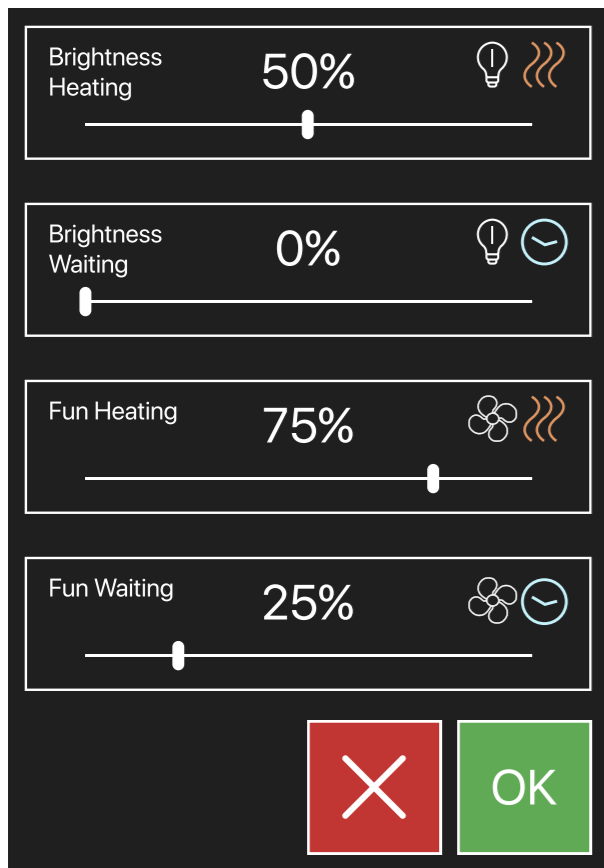 Brightness
Heating
50%
Brightness
Waiting
0%
Fun Heating
75%
Fun Waiting
25%
OK